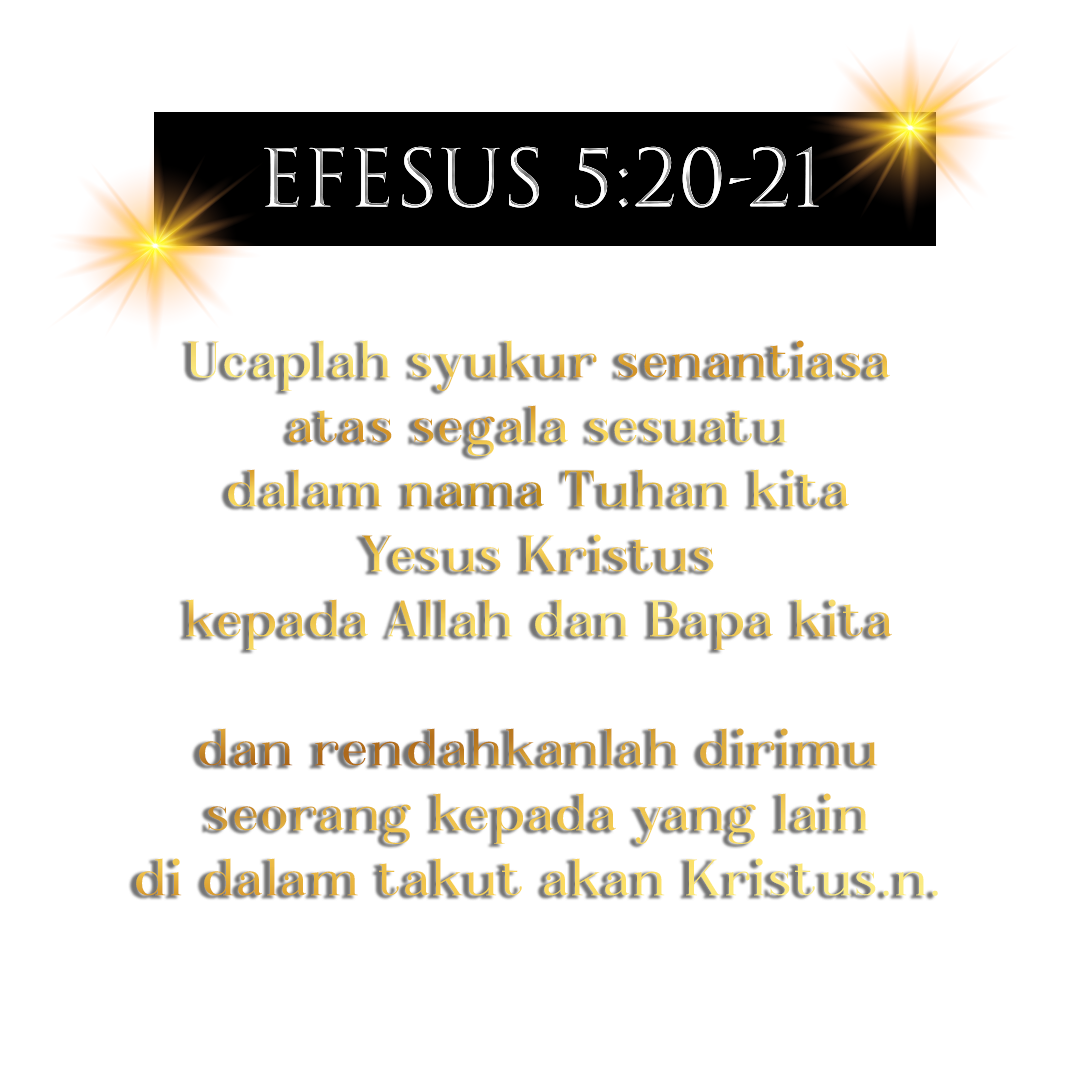 EFESUS 5:20-21
Ucaplah syukur senantiasa
atas segala sesuatu
dalam nama Tuhan kita
Yesus Kristus
kepada Allah dan Bapa kita
dan rendahkanlah dirimu
seorang kepada yang lain
di dalam takut akan Kristus.n.